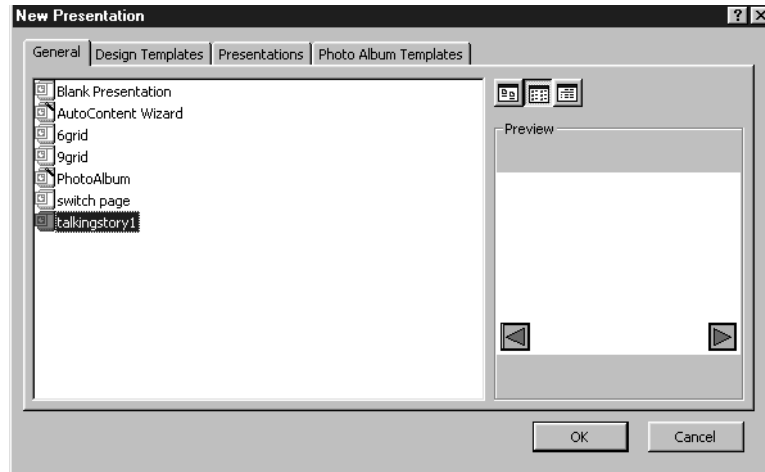 New Presentation
General Design Templates Presentations Photo Album Templates
Blank Presentation
AutoContent Wizard
6grid
9grid
PhotoAlbum
switch page
talkingstory1
Preview
OK Cancel